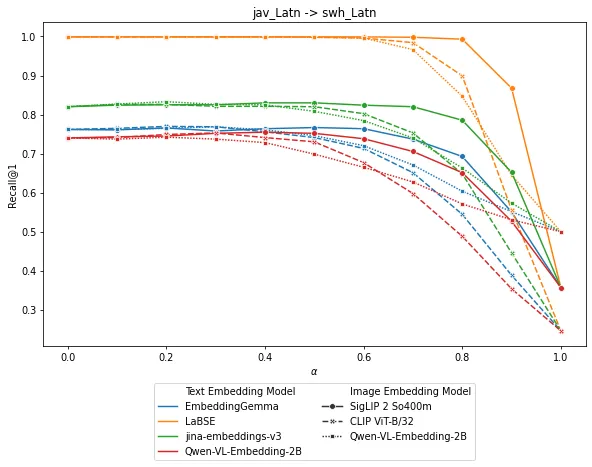 jav_Latn -> swh_Latn
1.0
0.9
0.8
0.7
0.6
0.5
0.4
0.3
Recall@1
0.0 0.2 0.4 0.6 0.8 1.0
α
Text Embedding Model
EmbeddingGemma
LaBSE
jina-embeddings-v3
Qwen-VL-Embedding-2B
Image Embedding Model
SigLIP 2 So400m
CLIP ViT-B/32
Qwen-VL-Embedding-2B